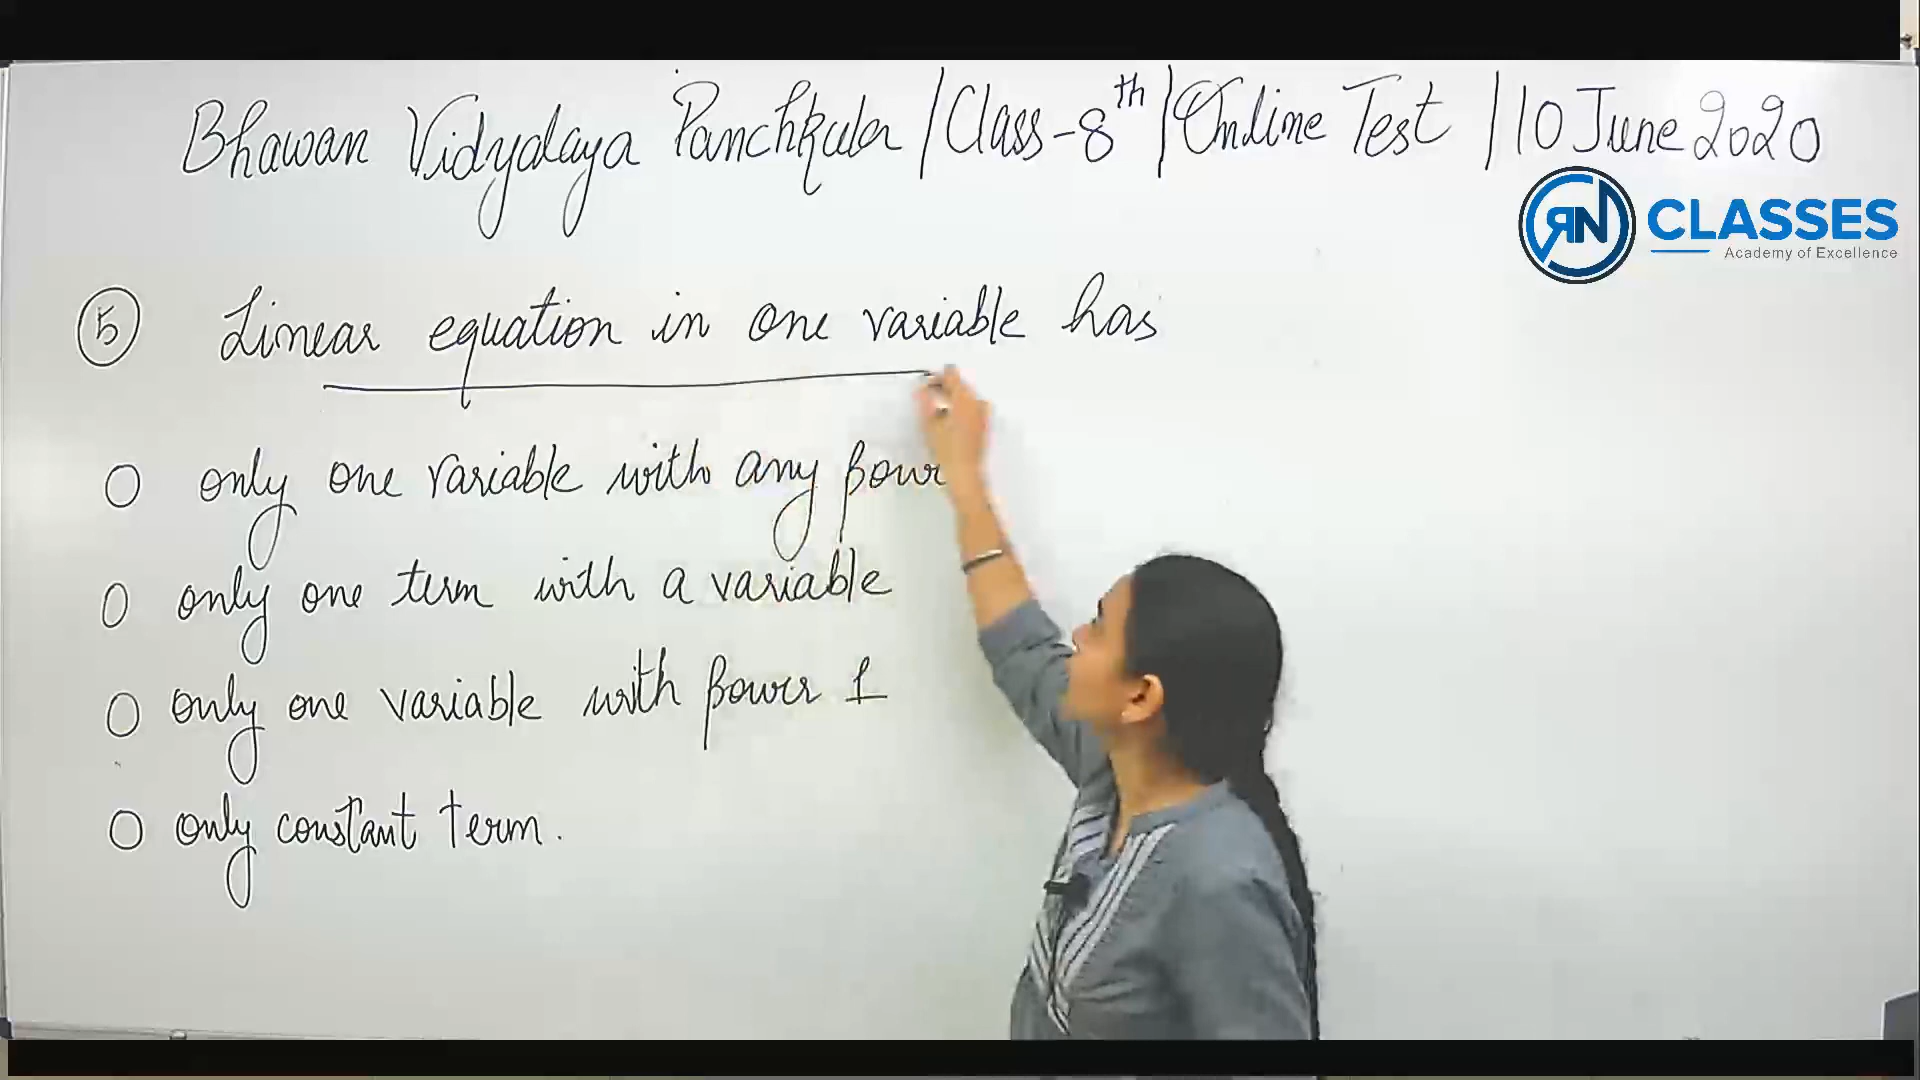 Bhawan Vidyalaya Panchkula / Class-8th / Online Test / 10 June 2020
RN CLASSES
Academy of Excellence
5 Linear equation in one variable has
only one variable with any power
only one term with a variable
only one variable with power 1
only constant term.